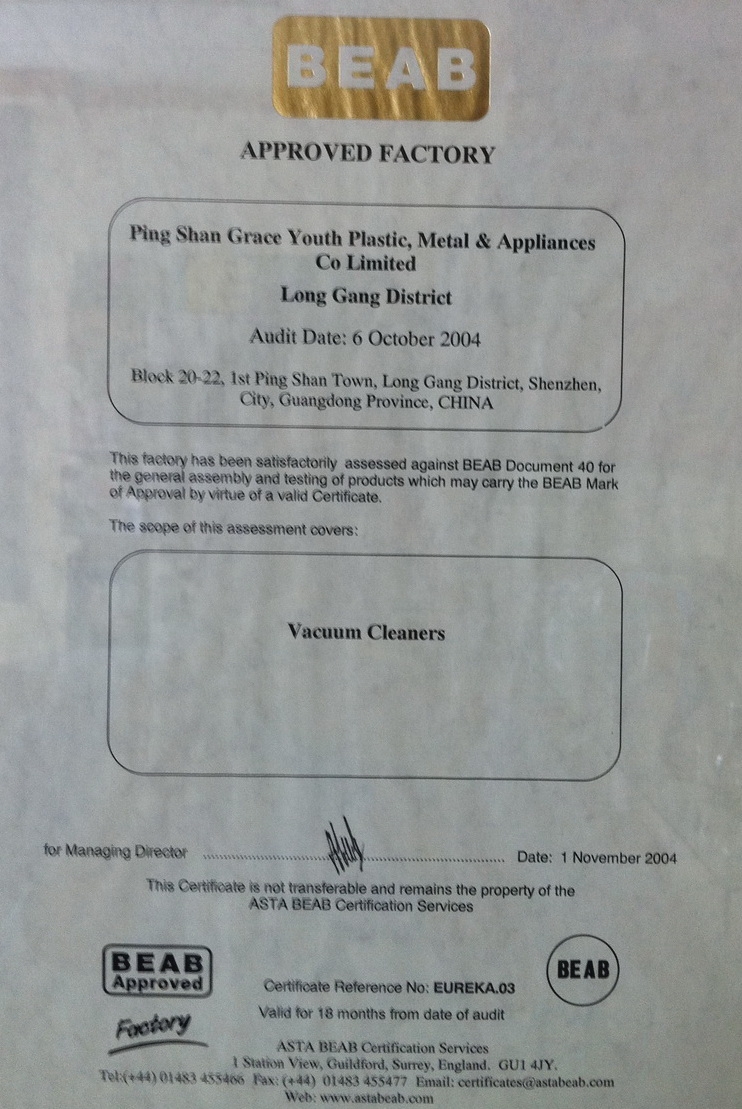 BEAB
APPROVED FACTORY
Ping Shan Grace Youth Plastic, Metal & Appliances
Co Limited
Long Gang District
Audit Date: 6 October 2004
Block 20-22, 1st Ping Shan Town, Long Gang District, Shenzhen,
City, Guangdong Province, CHINA
This factory has been satisfactorily assessed against BEAB Document 40 for
the general assembly and testing of products which may carry the BEAB Mark
of Approval by virtue of a valid Certificate.
The scope of this assessment covers:
Vacuum Cleaners
for Managing Director ........................................ Date: 1 November 2004
This Certificate is not transferable and remains the property of the
ASTA BEAB Certification Services
BEAB
Approved
Factory
Certificate Reference No: EUREKA.03
Valid for 18 months from date of audit
BEAB
ASTA BEAB Certification Services
1 Station View, Guildford, Surrey, England. GU1 4JY.
Tel:(+44) 01483 455466 Fax: (+44) 01483 455477 Email: certificates@astabeab.com
Web: www.astabeab.com